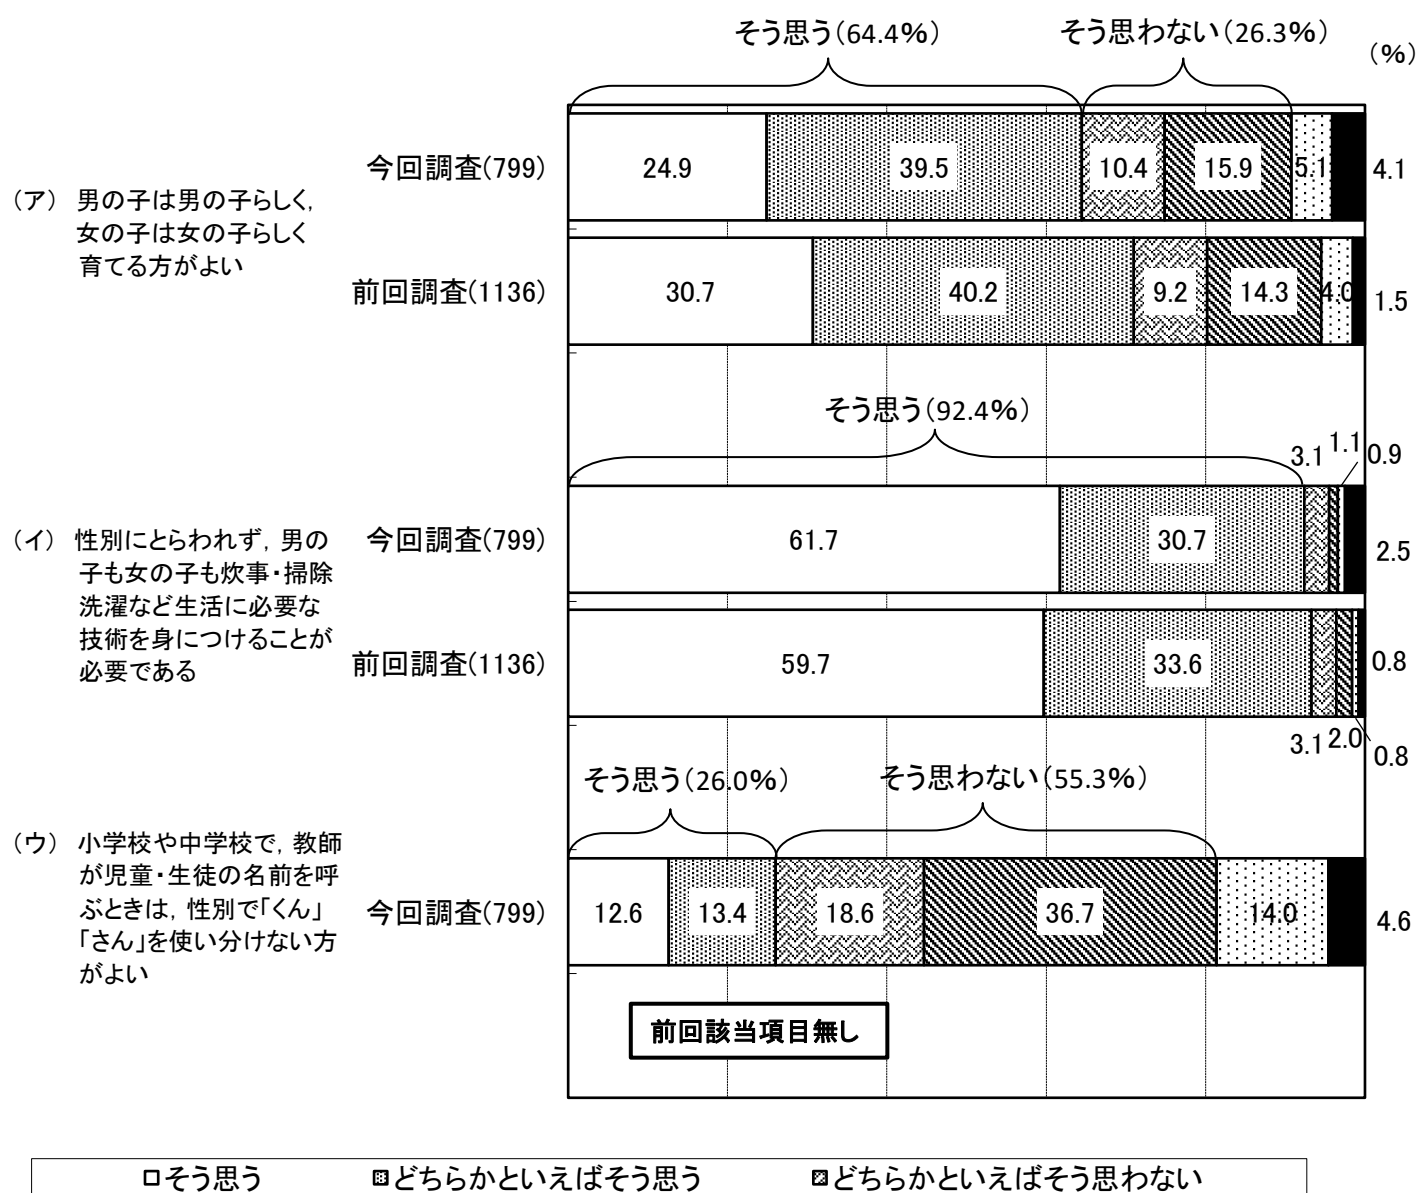 そう思う(64.4%)
そう思わない(26.3%)
(%)
今回調査(799)
24.9
39.5
10.4
15.9
5.1
4.1
(ア) 男の子は男の子らしく,
女の子は女の子らしく
育てる方がよい
前回調査(1136)
30.7
40.2
9.2
14.3
4.0
1.5
そう思う(92.4%)
3.1
1.1
0.9
(イ) 性別にとらわれず, 男の
子も女の子も炊事・掃除
洗濯など生活に必要な
技術を身につけることが
必要である
今回調査(799)
61.7
30.7
2.5
前回調査(1136)
59.7
33.6
0.8
3.1
2.0
0.8
そう思う(26.0%)
そう思わない(55.3%)
(ウ) 小学校や中学校で, 教師
が児童・生徒の名前を呼
ぶときは, 性別で「くん」
「さん」を使い分けない方
がよい
今回調査(799)
12.6
13.4
18.6
36.7
14.0
4.6
前回該当項目無し
そう思う
どちらかといえばそう思う
どちらかといえばそう思わない